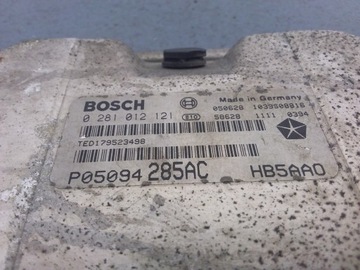 BOSCH Made in Germany
050628 1039S08818
0 281 012 121 S8628 1111 0394
TED179523498
P05094 285AC HB5AA0